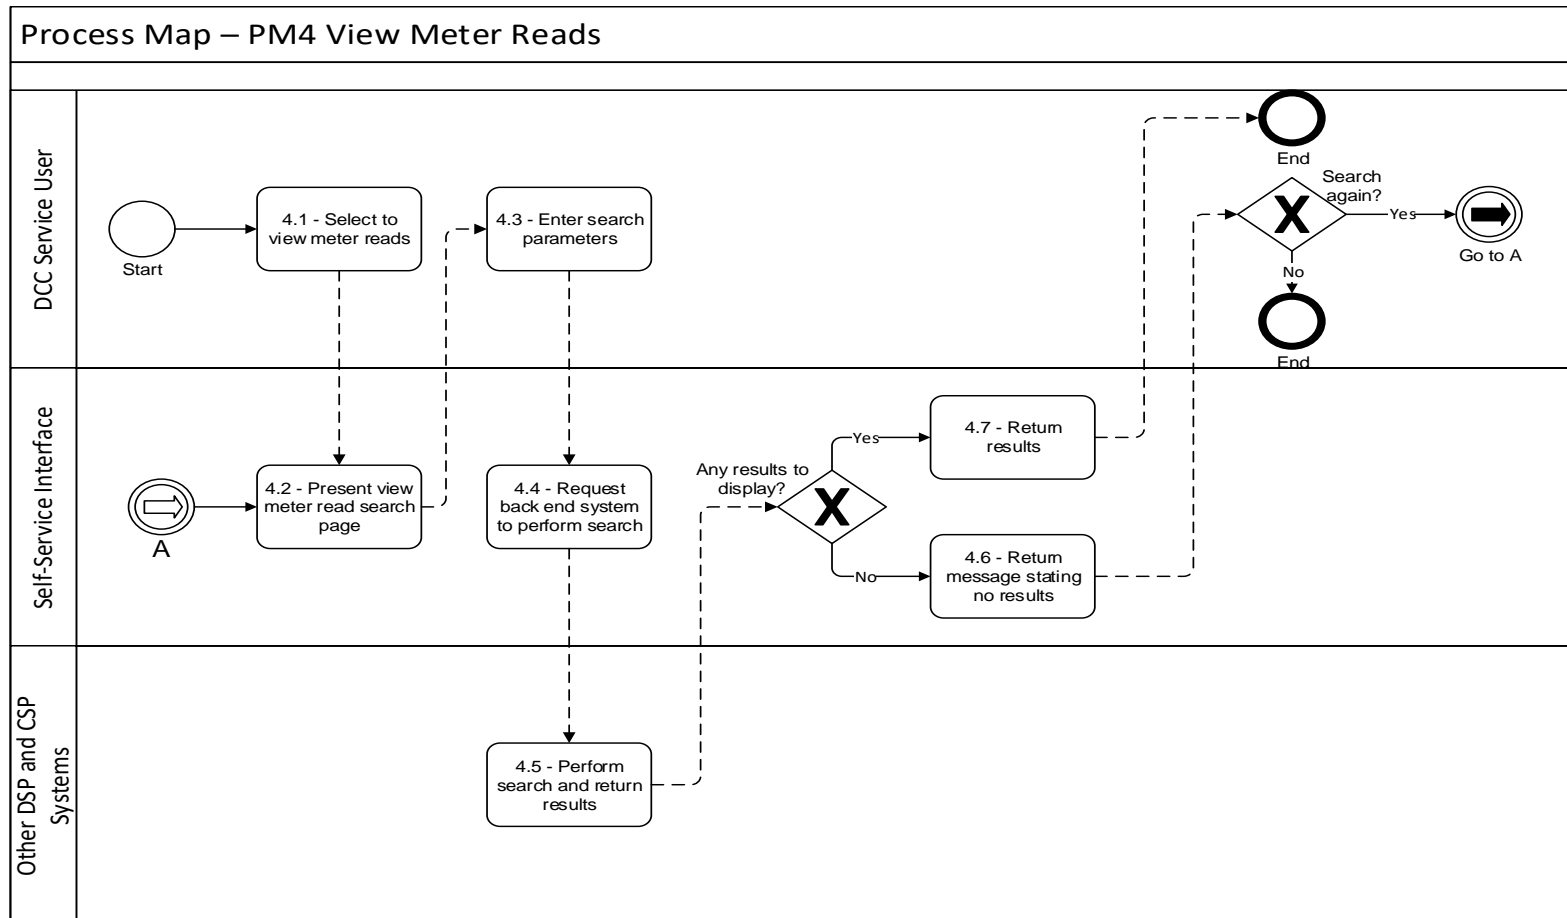 Process Map – PM4 View Meter Reads
DCC Service User
Start
4.1 - Select to
view meter reads
4.3 - Enter search
parameters
End
Search
again?
X
Yes
Go to A
No
End
Self-Service Interface
A
4.2 - Present view
meter read search
page
4.4 - Request
back end system
to perform search
Any results to
display?
X
Yes
4.7 - Return
results
No
4.6 - Return
message stating
no results
Other DSP and CSP
Systems
4.5 - Perform
search and return
results